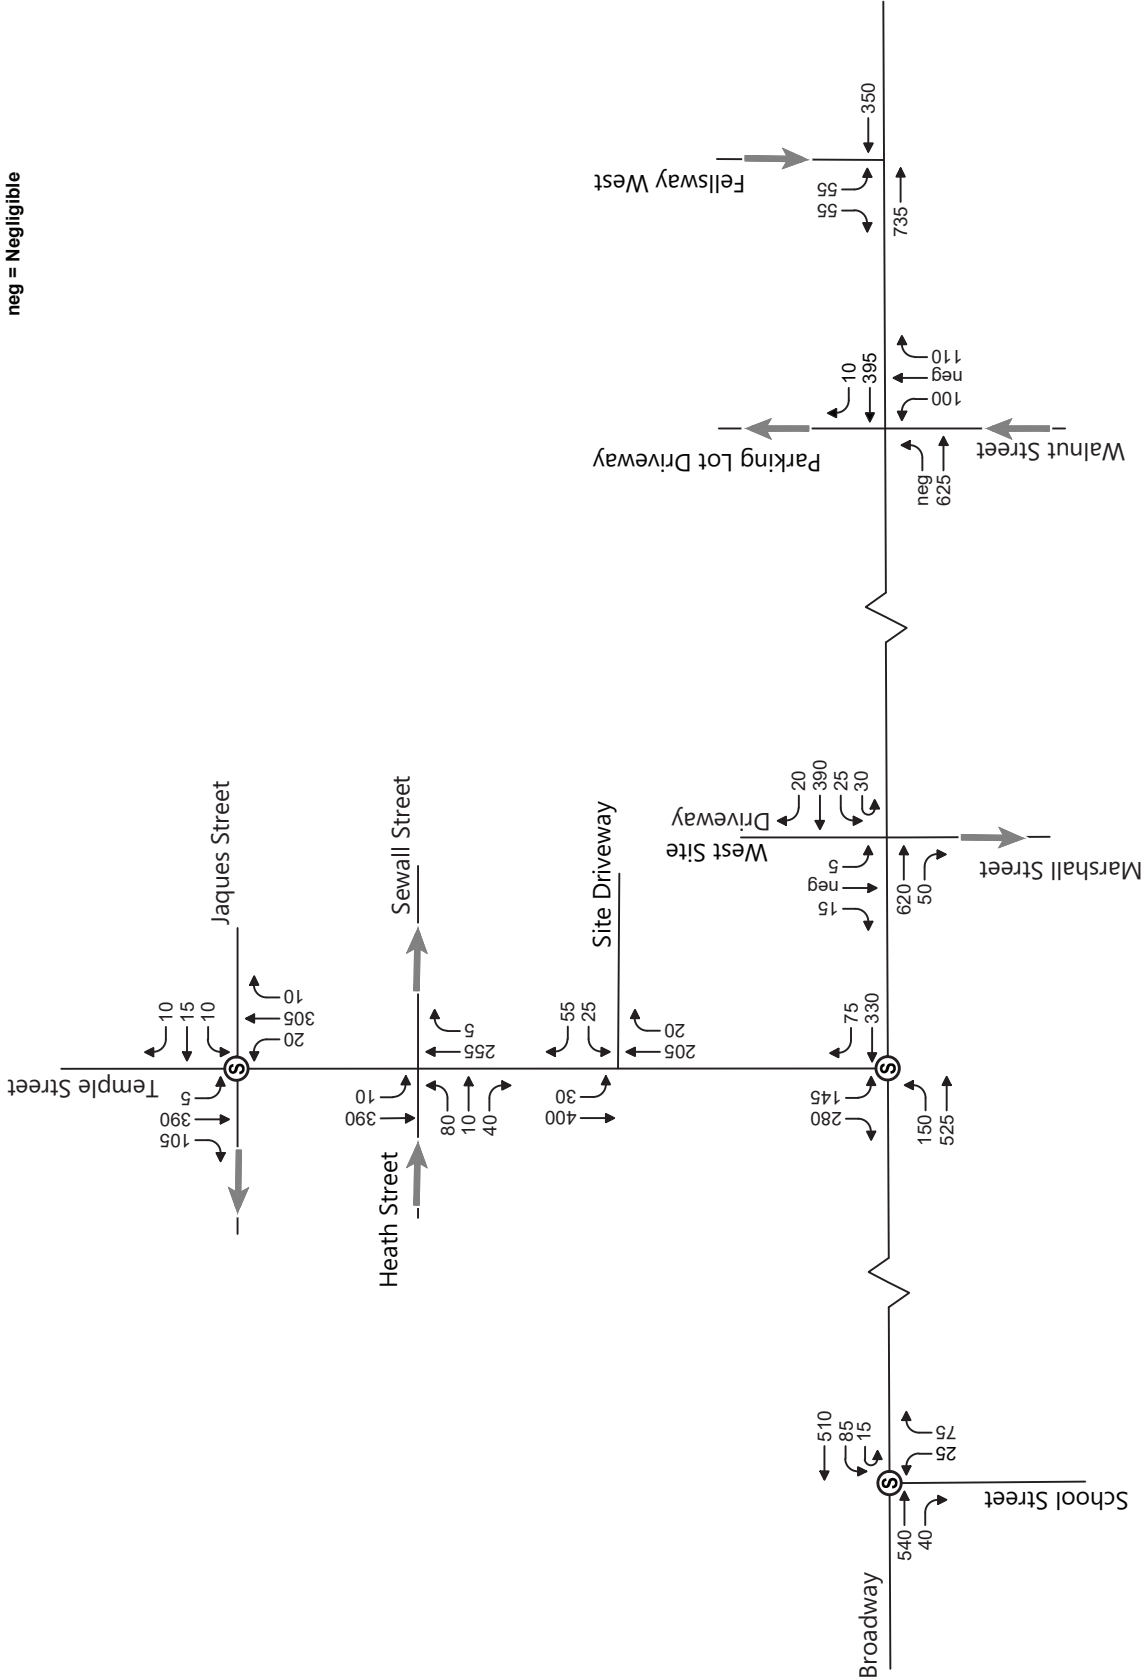 neg = Negligible
350
Fellsway West
55
55
735
10
395
110
neg
100
Parking Lot Driveway
Walnut Street
neg
625
20
390
25
30
West Site
Driveway
5
neg
15
620
50
Marshall Street
Jaques Street
10
15
10
10
305
20
Temple Street
5
390
105
Sewall Street
5
255
10
390
80
10
40
Heath Street
Site Driveway
55
25
20
205
30
400
75
330
145
280
150
525
510
85
15
75
25
540
40
School Street
Broadway
S
S
S